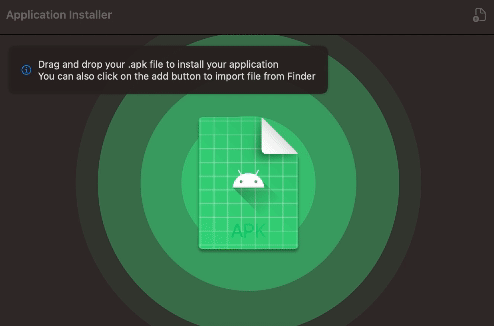 Application Installer
Drag and drop your .apk file to install your application
You can also click on the add button to import file from Finder
APK